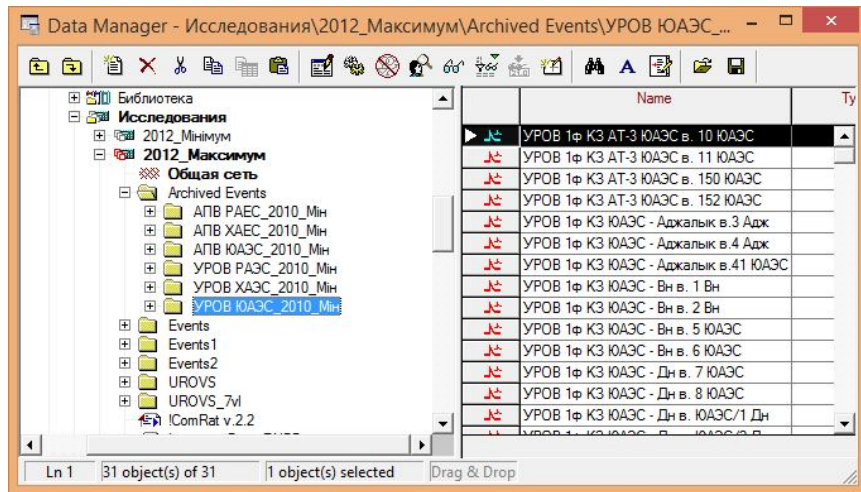 Data Manager - Исследования\2012_Максимум\Archived Events\УРОВ ЮАЭС_...
Библиотека
Исследования
2012_Мінімум
2012_Максимум
Общая сеть
Archived Events
АПВ РАЕС_2010_Мін
АПВ ХАЕС_2010_Мін
АПВ ЮАЭС_2010_Мін
УРОВ РАЭС_2010_Мін
УРОВ ХАЭС_2010_Мін
УРОВ ЮАЭС_2010_Мін
Events
Events1
Events2
UROVS
UROVS_7vl
!ComRat v.2.2
Name Ty
УРОВ 1ф КЗ АТ-3 ЮАЭС в. 10 ЮАЭС
УРОВ 1ф КЗ АТ-3 ЮАЭС в. 11 ЮАЭС
УРОВ 1ф КЗ АТ-3 ЮАЭС в. 150 ЮАЭС
УРОВ 1ф КЗ АТ-3 ЮАЭС в. 152 ЮАЭС
УРОВ 1ф КЗ ЮАЭС - Аджалык в.3 Адж
УРОВ 1ф КЗ ЮАЭС - Аджалык в.4 Адж
УРОВ 1ф КЗ ЮАЭС - Аджалык в.41 ЮАЭС
УРОВ 1ф КЗ ЮАЭС - Вн в. 1 Вн
УРОВ 1ф КЗ ЮАЭС - Вн в. 2 Вн
УРОВ 1ф КЗ ЮАЭС - Вн в. 5 ЮАЭС
УРОВ 1ф КЗ ЮАЭС - Вн в. 6 ЮАЭС
УРОВ 1ф КЗ ЮАЭС - Дн в. 7 ЮАЭС
УРОВ 1ф КЗ ЮАЭС - Дн в. 8 ЮАЭС
УРОВ 1ф КЗ ЮАЭС - Дн в. ЮАЭС/1 Дн
Ln 1 31 object(s) of 31 1 object(s) selected Drag & Drop